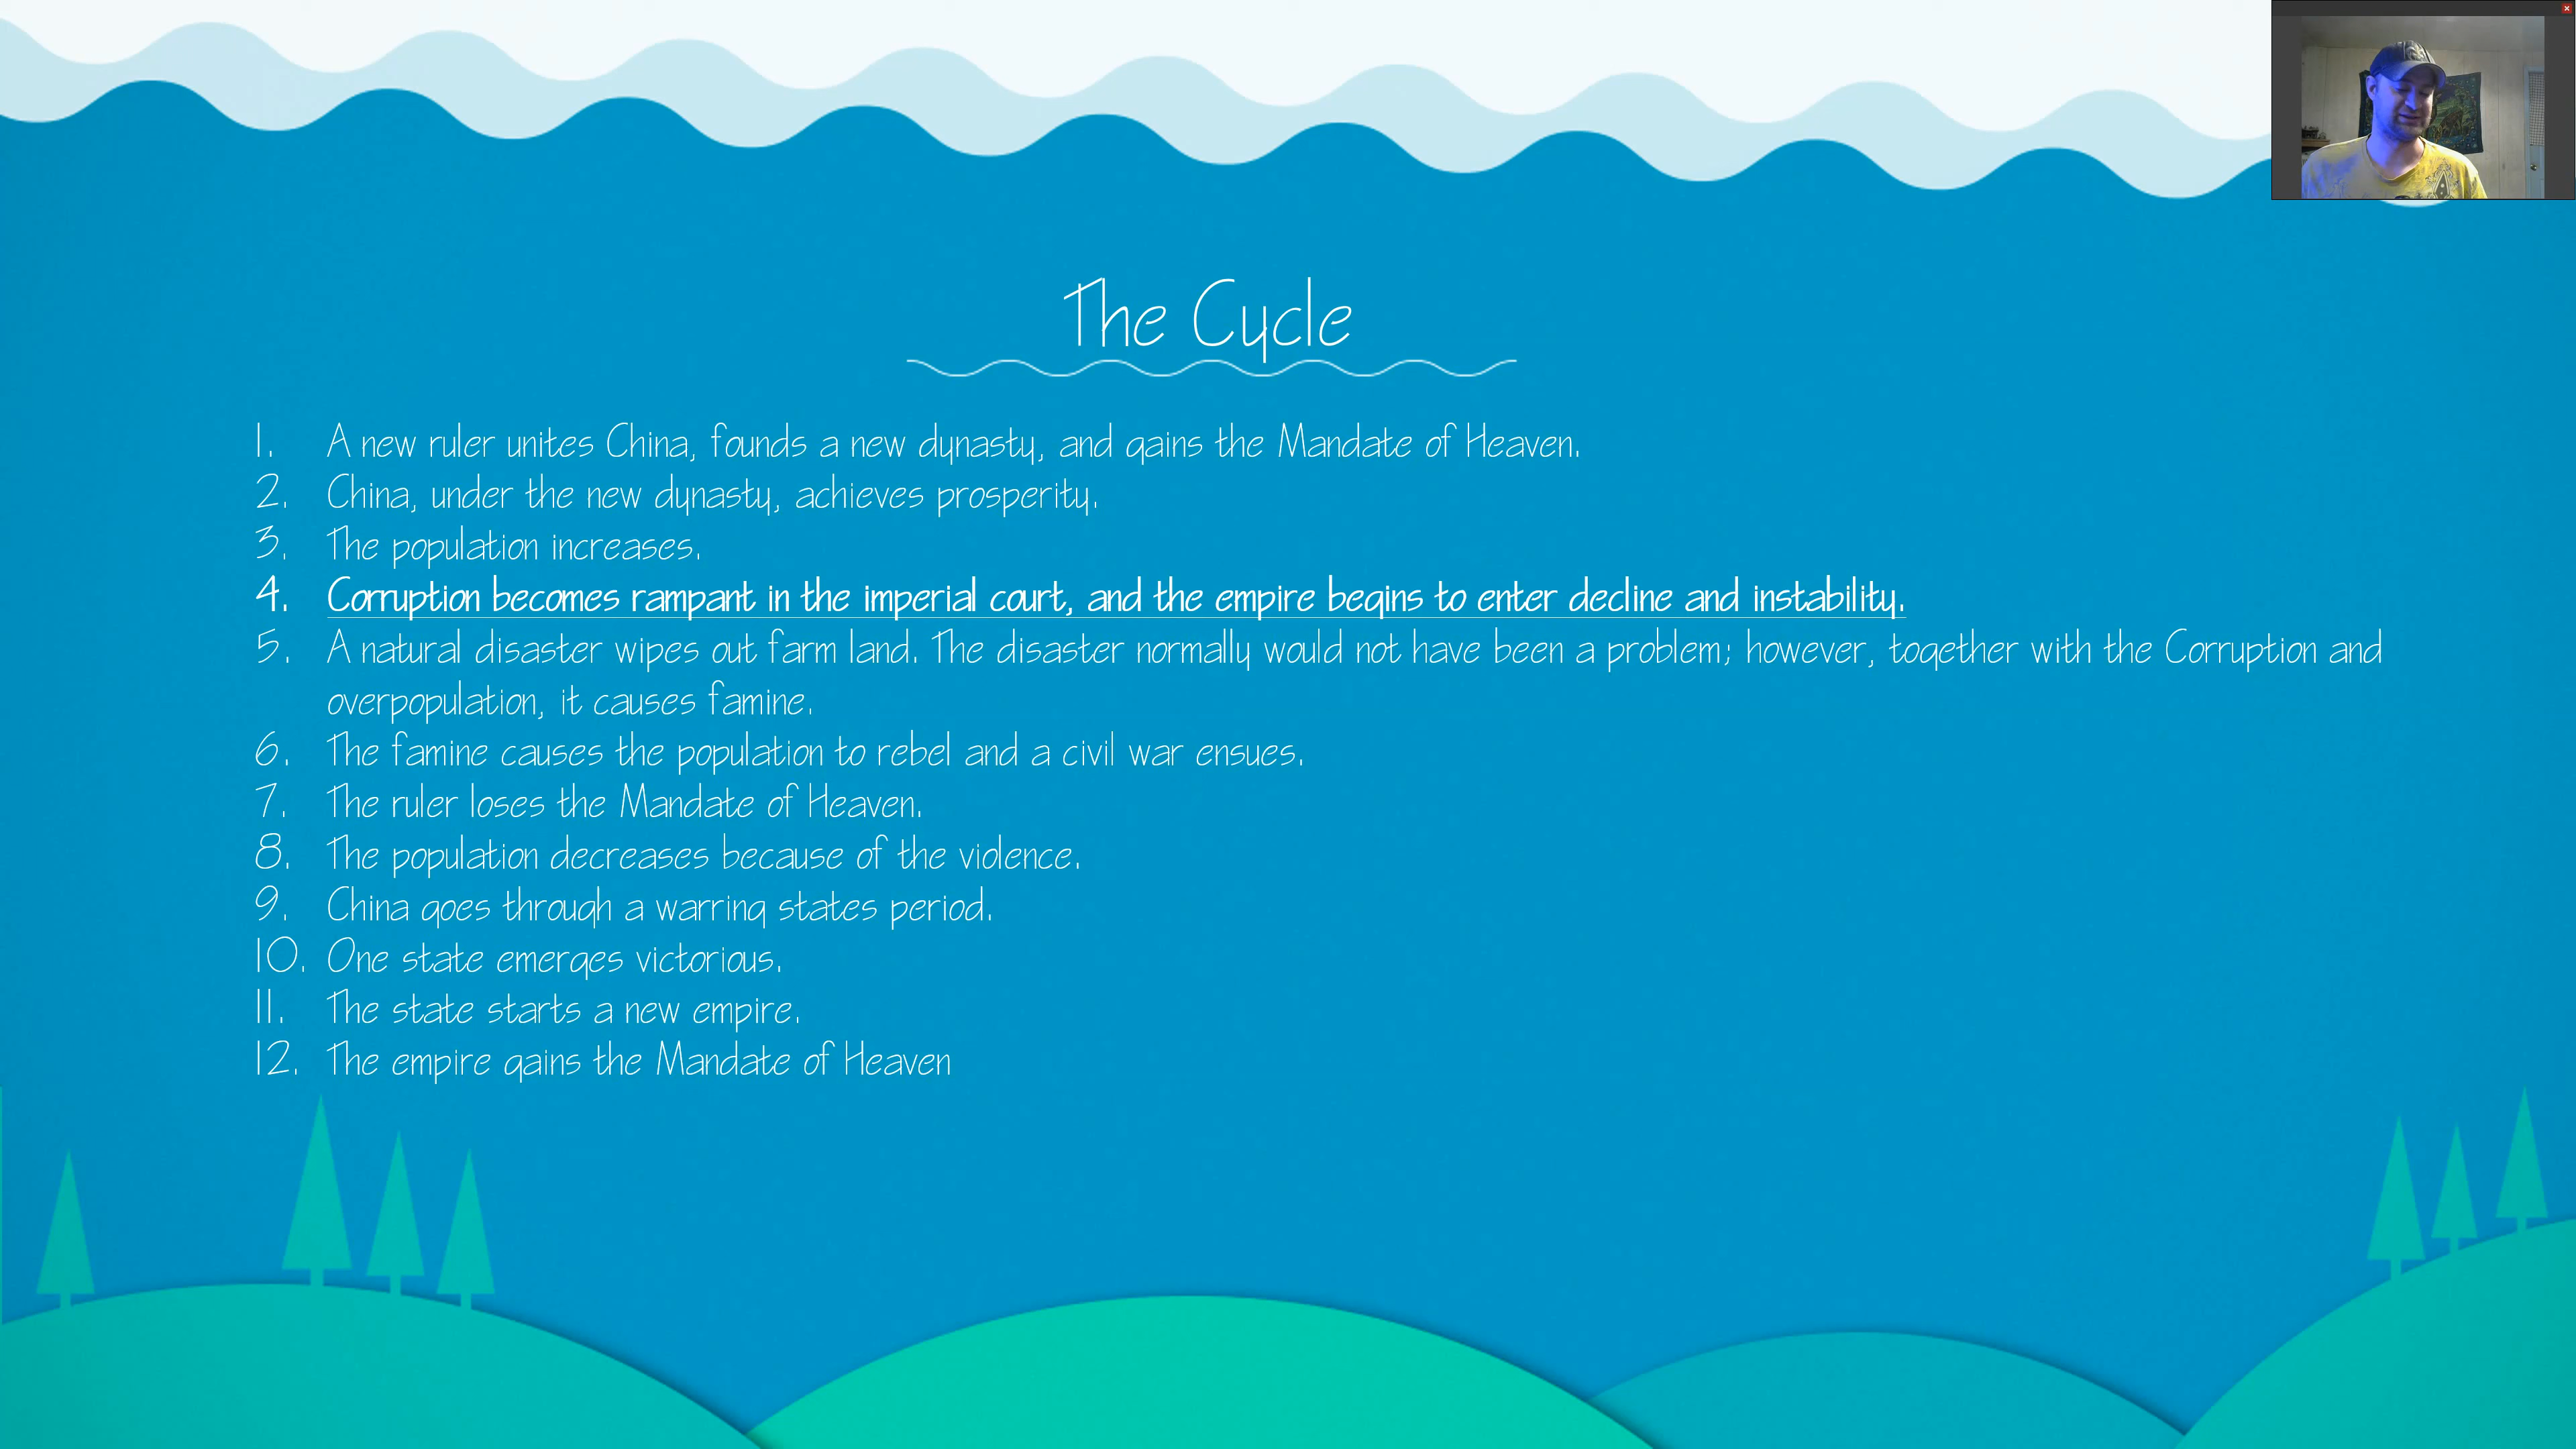 The Cycle
1. A new ruler unites China, founds a new dynasty, and gains the Mandate of Heaven.
2. China, under the new dynasty, achieves prosperity.
3. The population increases.
4. Corruption becomes rampant in the imperial court, and the empire begins to enter decline and instability.
5. A natural disaster wipes out farm land. The disaster normally would not have been a problem; however, together with the Corruption and
overpopulation, it causes famine.
6. The famine causes the population to rebel and a civil war ensues.
7. The ruler loses the Mandate of Heaven.
8. The population decreases because of the violence.
9. China goes through a warring states period.
10. One state emerges victorious.
11. The state starts a new empire.
12. The empire gains the Mandate of Heaven